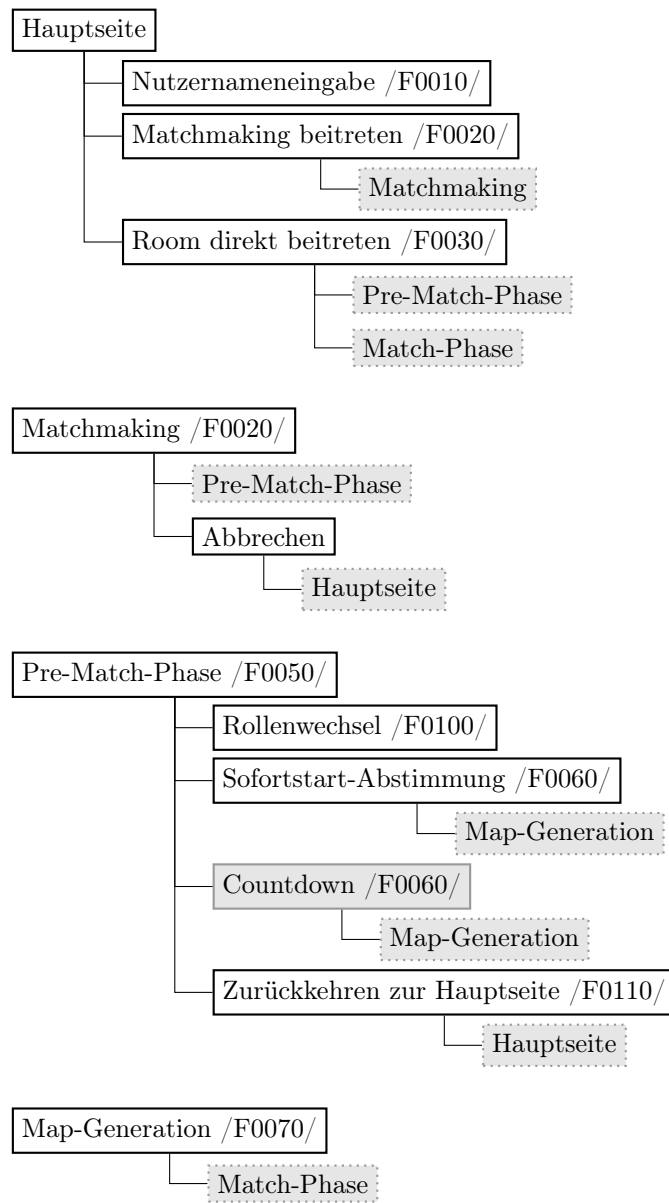 Hauptseite
Nutzernameneingabe /F0010/
Matchmaking beitreten /F0020/
Matchmaking
Room direkt beitreten /F0030/
Pre-Match-Phase
Match-Phase
Matchmaking /F0020/
Pre-Match-Phase
Abbrechen
Hauptseite
Pre-Match-Phase /F0050/
Rollenwechsel /F0100/
Sofortstart-Abstimmung /F0060/
Map-Generation
Countdown /F0060/
Map-Generation
Zurückkehren zur Hauptseite /F0110/
Hauptseite
Map-Generation /F0070/
Match-Phase